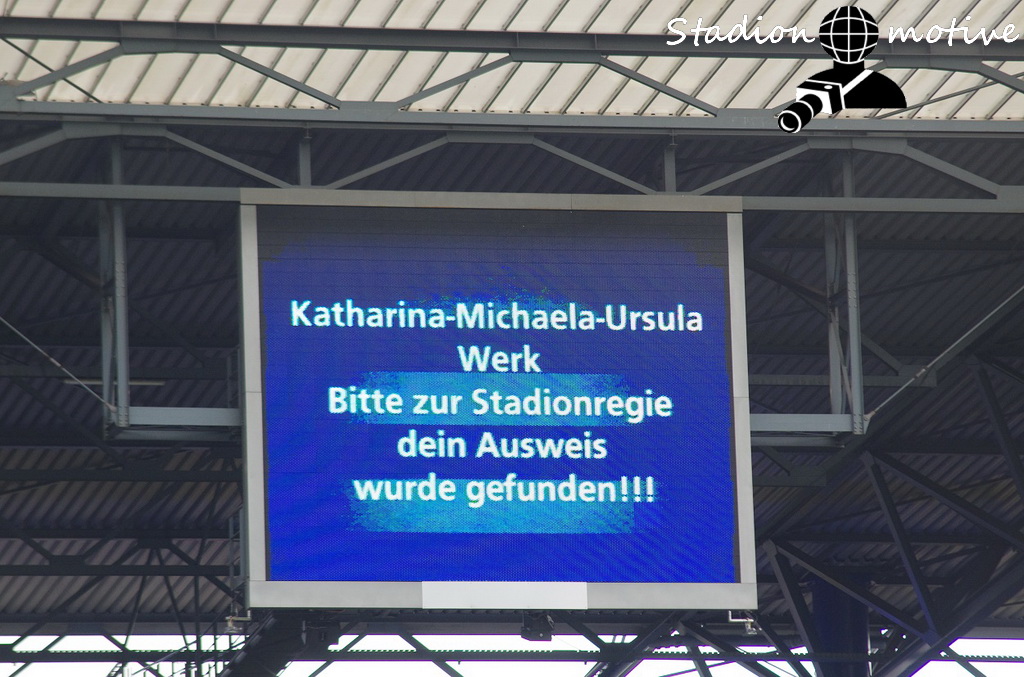 Stadion motive
Katharina-Michaela-Ursula
Werk
Bitte zur Stadionregie
dein Ausweis
wurde gefunden!!!